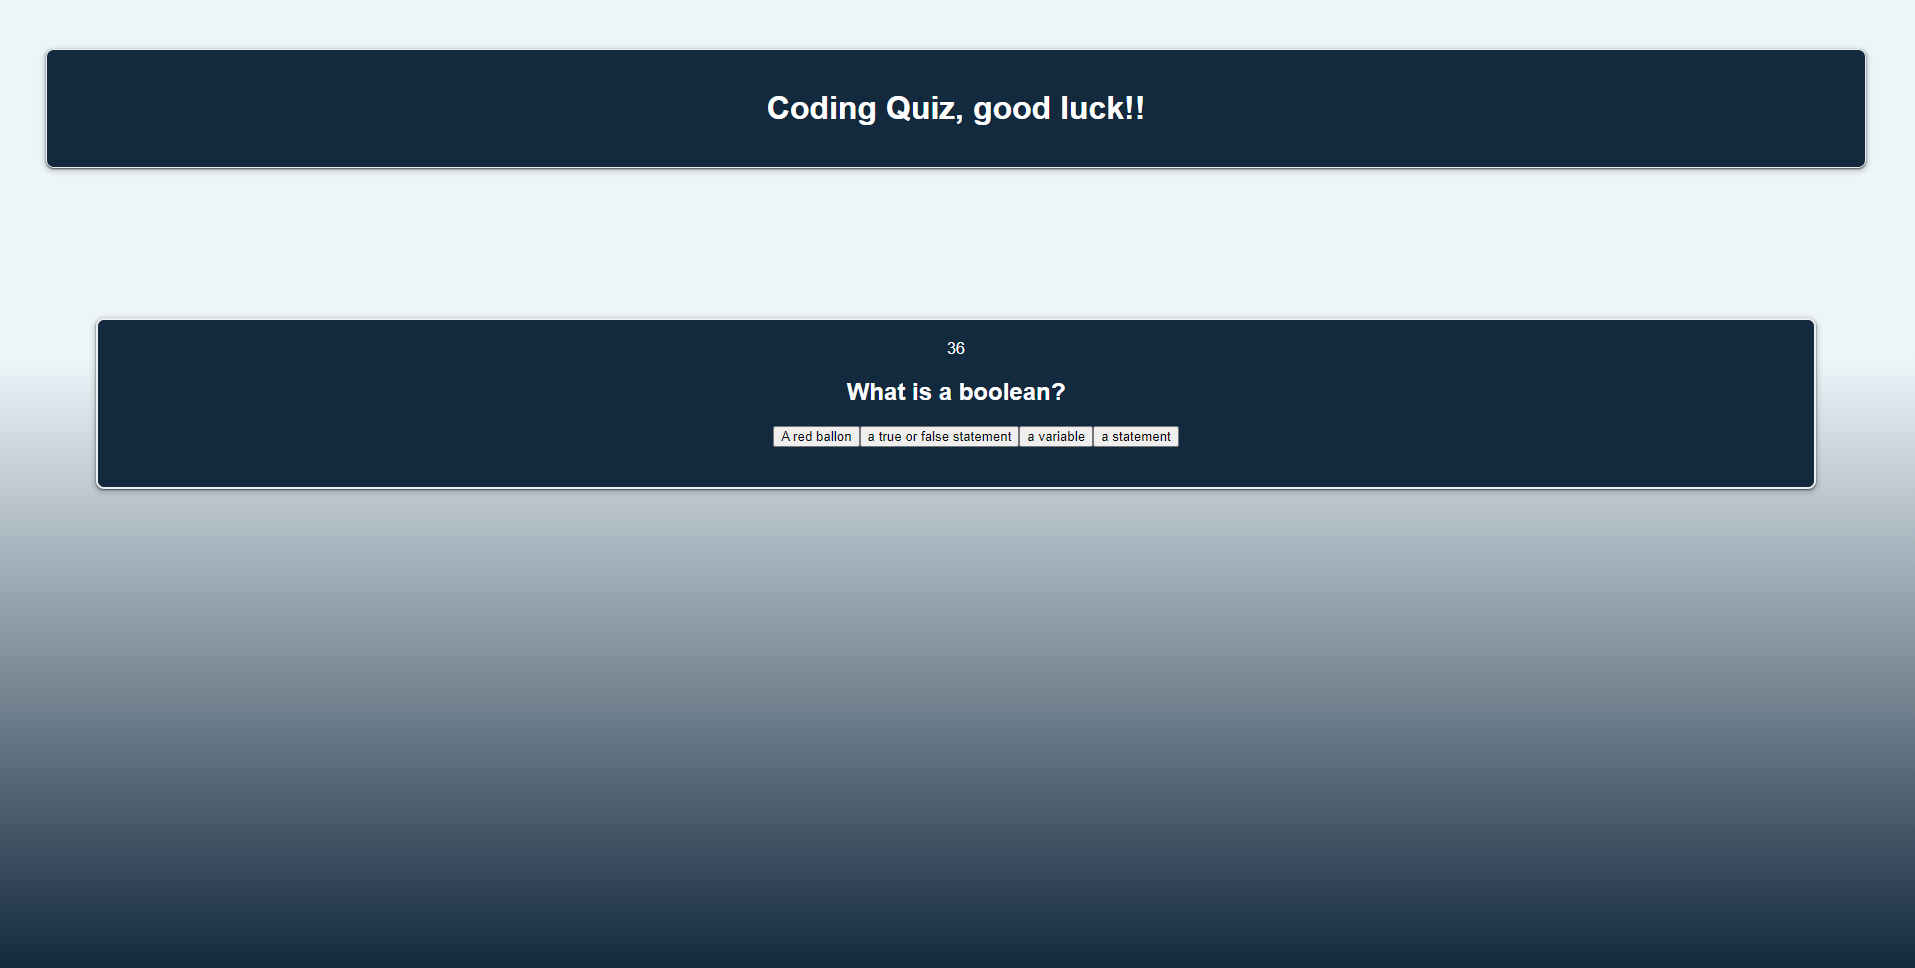 Coding Quiz, good luck!!
36
What is a boolean?
A red ballon a true or false statement a variable a statement